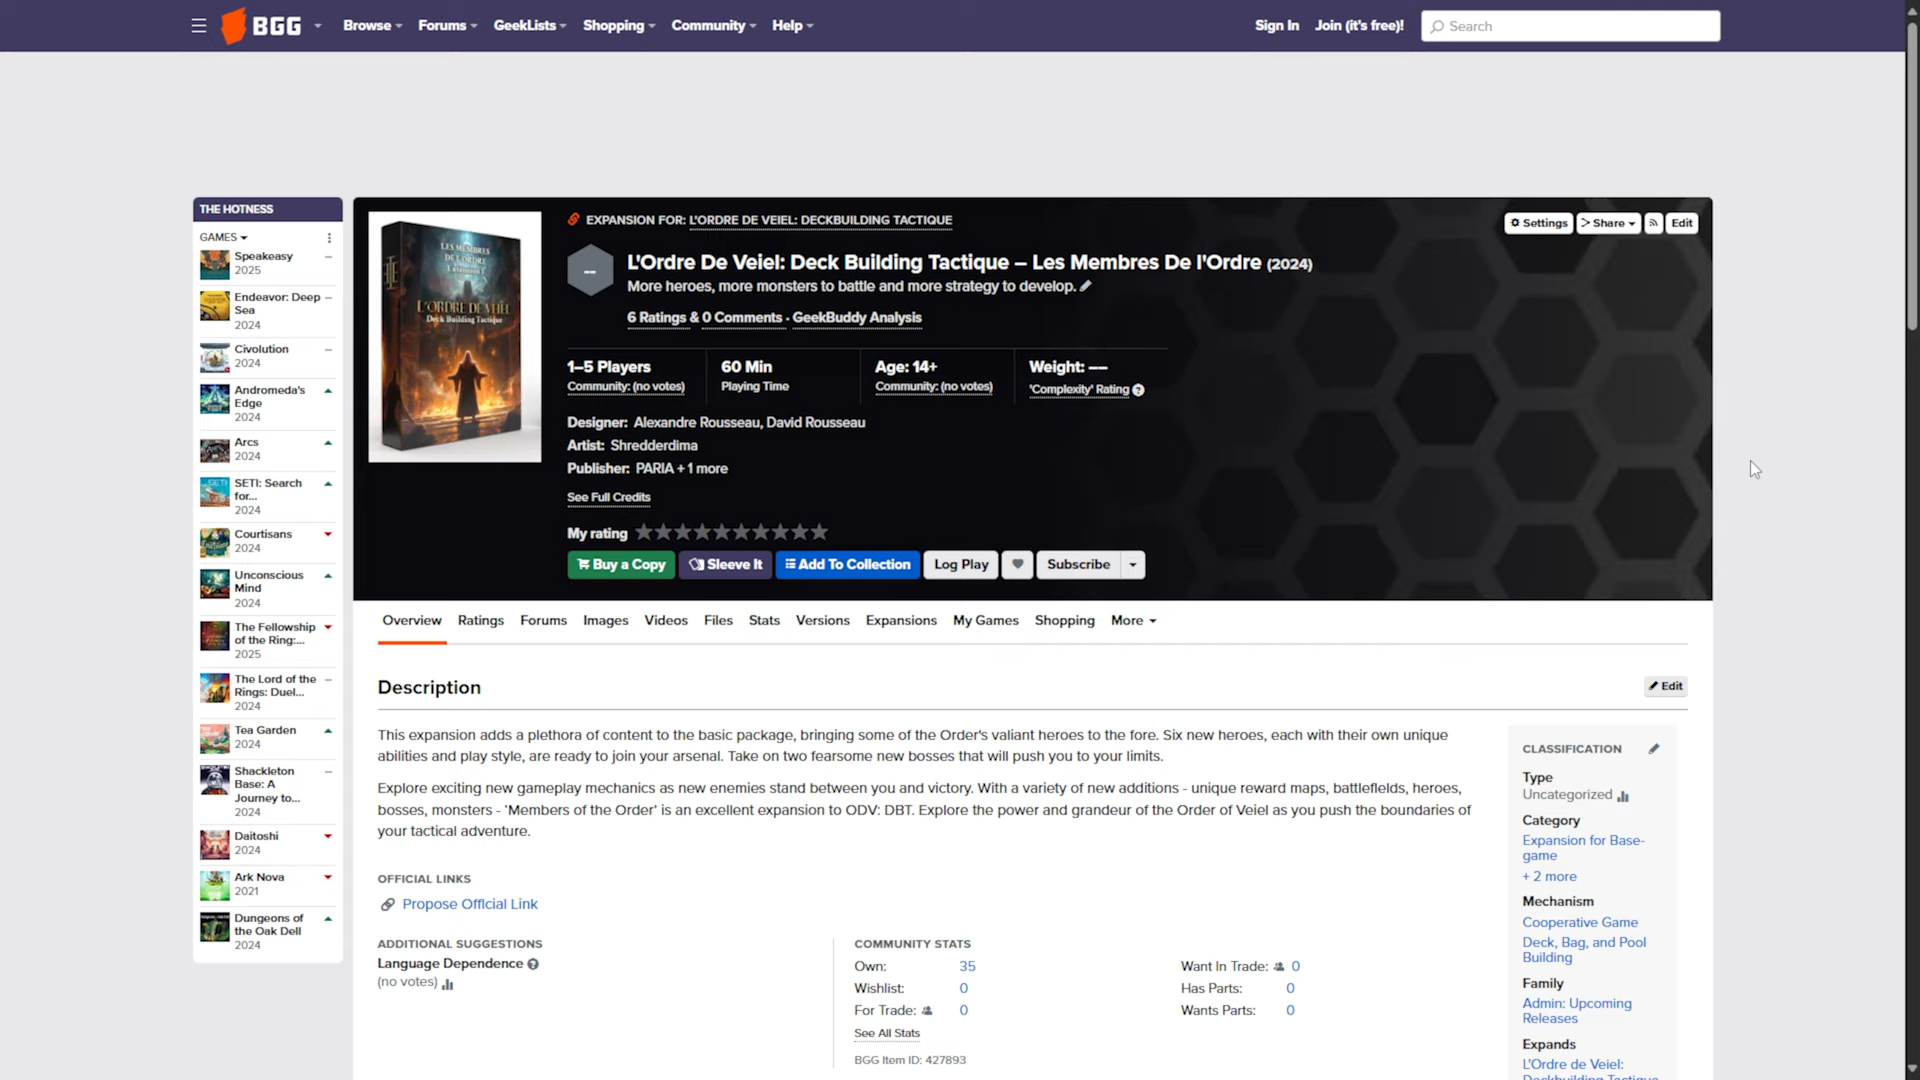 BGG
Browse
Forums
GeekLists
Shopping
Community
Help
Sign In
Join (it's free)!
Search
THE HOTNESS
GAMES
Speakeasy
2025
Endeavor: Deep
Sea
2024
Civolution
2024
Andromeda's
Edge
2024
Arcs
2024
SETI: Search
for...
2024
Courtisans
2024
Unconscious
Mind
2024
The Fellowship
of the Ring:...
2025
The Lord of the
Rings: Duel...
2024
Tea Garden
2024
Shackleton
Base: A
Journey to...
2024
Daitoshi
2024
Ark Nova
2021
Dungeons of
the Oak Dell
2024
LES MEMBRES
DE L'ORDRE
Extension 1
L'ORDRE DE VEIEL
Deck Building Tactique
EXPANSION FOR: L'ORDRE DE VEIEL: DECKBUILDING TACTIQUE
Settings
Share
Edit
--
L'Ordre De Veiel: Deck Building Tactique – Les Membres De l'Ordre (2024)
More heroes, more monsters to battle and more strategy to develop.
6 Ratings & 0 Comments · GeekBuddy Analysis
1–5 Players
Community: (no votes)
60 Min
Playing Time
Age: 14+
Community: (no votes)
Weight: ––
'Complexity' Rating
Designer: Alexandre Rousseau, David Rousseau
Artist: Shredderdima
Publisher: PARIA + 1 more
See Full Credits
My rating
Buy a Copy
Sleeve It
Add To Collection
Log Play
Subscribe
Overview
Ratings
Forums
Images
Videos
Files
Stats
Versions
Expansions
My Games
Shopping
More
Description
Edit
This expansion adds a plethora of content to the basic package, bringing some of the Order's valiant heroes to the fore. Six new heroes, each with their own unique
abilities and play style, are ready to join your arsenal. Take on two fearsome new bosses that will push you to your limits.
Explore exciting new gameplay mechanics as new enemies stand between you and victory. With a variety of new additions - unique reward maps, battlefields, heroes,
bosses, monsters - 'Members of the Order' is an excellent expansion to ODV: DBT. Explore the power and grandeur of the Order of Veiel as you push the boundaries of
your tactical adventure.
OFFICIAL LINKS
Propose Official Link
ADDITIONAL SUGGESTIONS
Language Dependence
(no votes)
COMMUNITY STATS
Own: 35
Wishlist: 0
For Trade: 0
See All Stats
BGG Item ID: 427893
Want In Trade: 0
Has Parts: 0
Wants Parts: 0
CLASSIFICATION
Type
Uncategorized
Category
Expansion for Base-
game
+ 2 more
Mechanism
Cooperative Game
Deck, Bag, and Pool
Building
Family
Admin: Upcoming
Releases
Expands
L'Ordre de Veiel:
Deckbuilding Tactique